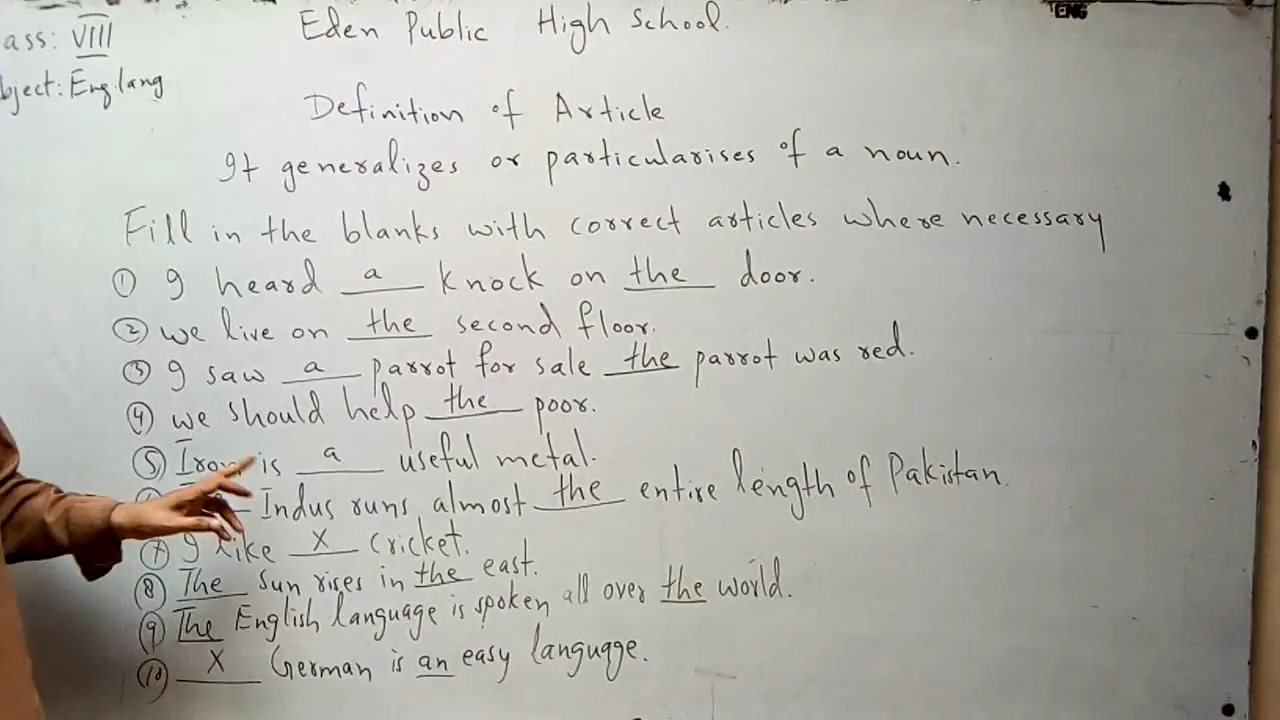 ass: VIII
Eden Public High School.
TENG
bject: Eng.lang
Definition of Article
It generalizes or particularises of a noun.
Fill in the blanks with correct articles where necessary
① I heard a knock on the door.
② we live on the second floor.
③ I saw a parrot for sale the parrot was red.
④ we should help the poor.
⑤ Iron is a useful metal.
Indus runs almost the entire length of Pakistan.
⑦ I like X cricket.
⑧ The Sun rises in the east.
⑨ The English language is spoken all over the world.
⑩ X German is an easy language.